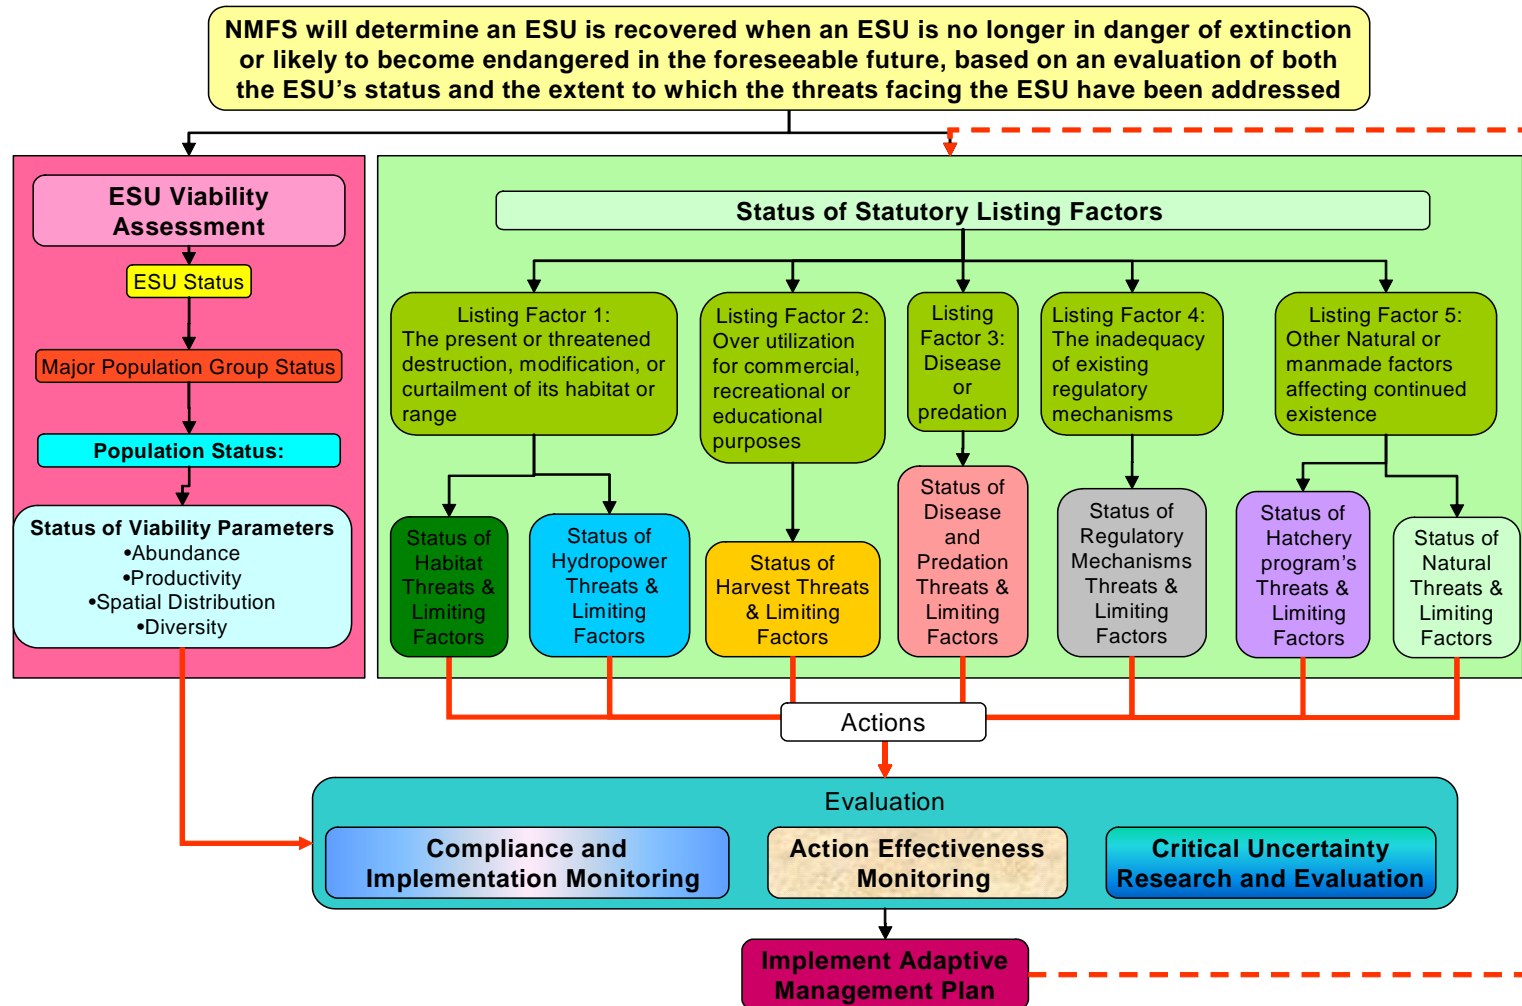 NMFS will determine an ESU is recovered when an ESU is no longer in danger of extinction
or likely to become endangered in the foreseeable future, based on an evaluation of both
the ESU's status and the extent to which the threats facing the ESU have been addressed
ESU Viability
Assessment
ESU Status
Major Population Group Status
Population Status:
Status of Viability Parameters
•Abundance
•Productivity
•Spatial Distribution
•Diversity
Status of Statutory Listing Factors
Listing Factor 1:
The present or threatened
destruction, modification, or
curtailment of its habitat or
range
Listing Factor 2:
Over utilization
for commercial,
recreational or
educational
purposes
Listing
Factor 3:
Disease
or
predation
Listing Factor 4:
The inadequacy
of existing
regulatory
mechanisms
Listing Factor 5:
Other Natural or
manmade factors
affecting continued
existence
Status of
Habitat
Threats &
Limiting
Factors
Status of
Hydropower
Threats &
Limiting
Factors
Status of
Harvest Threats
& Limiting
Factors
Status of
Disease
and
Predation
Threats &
Limiting
Factors
Status of
Regulatory
Mechanisms
Threats &
Limiting
Factors
Status of
Hatchery
program's
Threats &
Limiting
Factors
Status of
Natural
Threats &
Limiting
Factors
Actions
Evaluation
Compliance and
Implementation Monitoring
Action Effectiveness
Monitoring
Critical Uncertainty
Research and Evaluation
Implement Adaptive
Management Plan